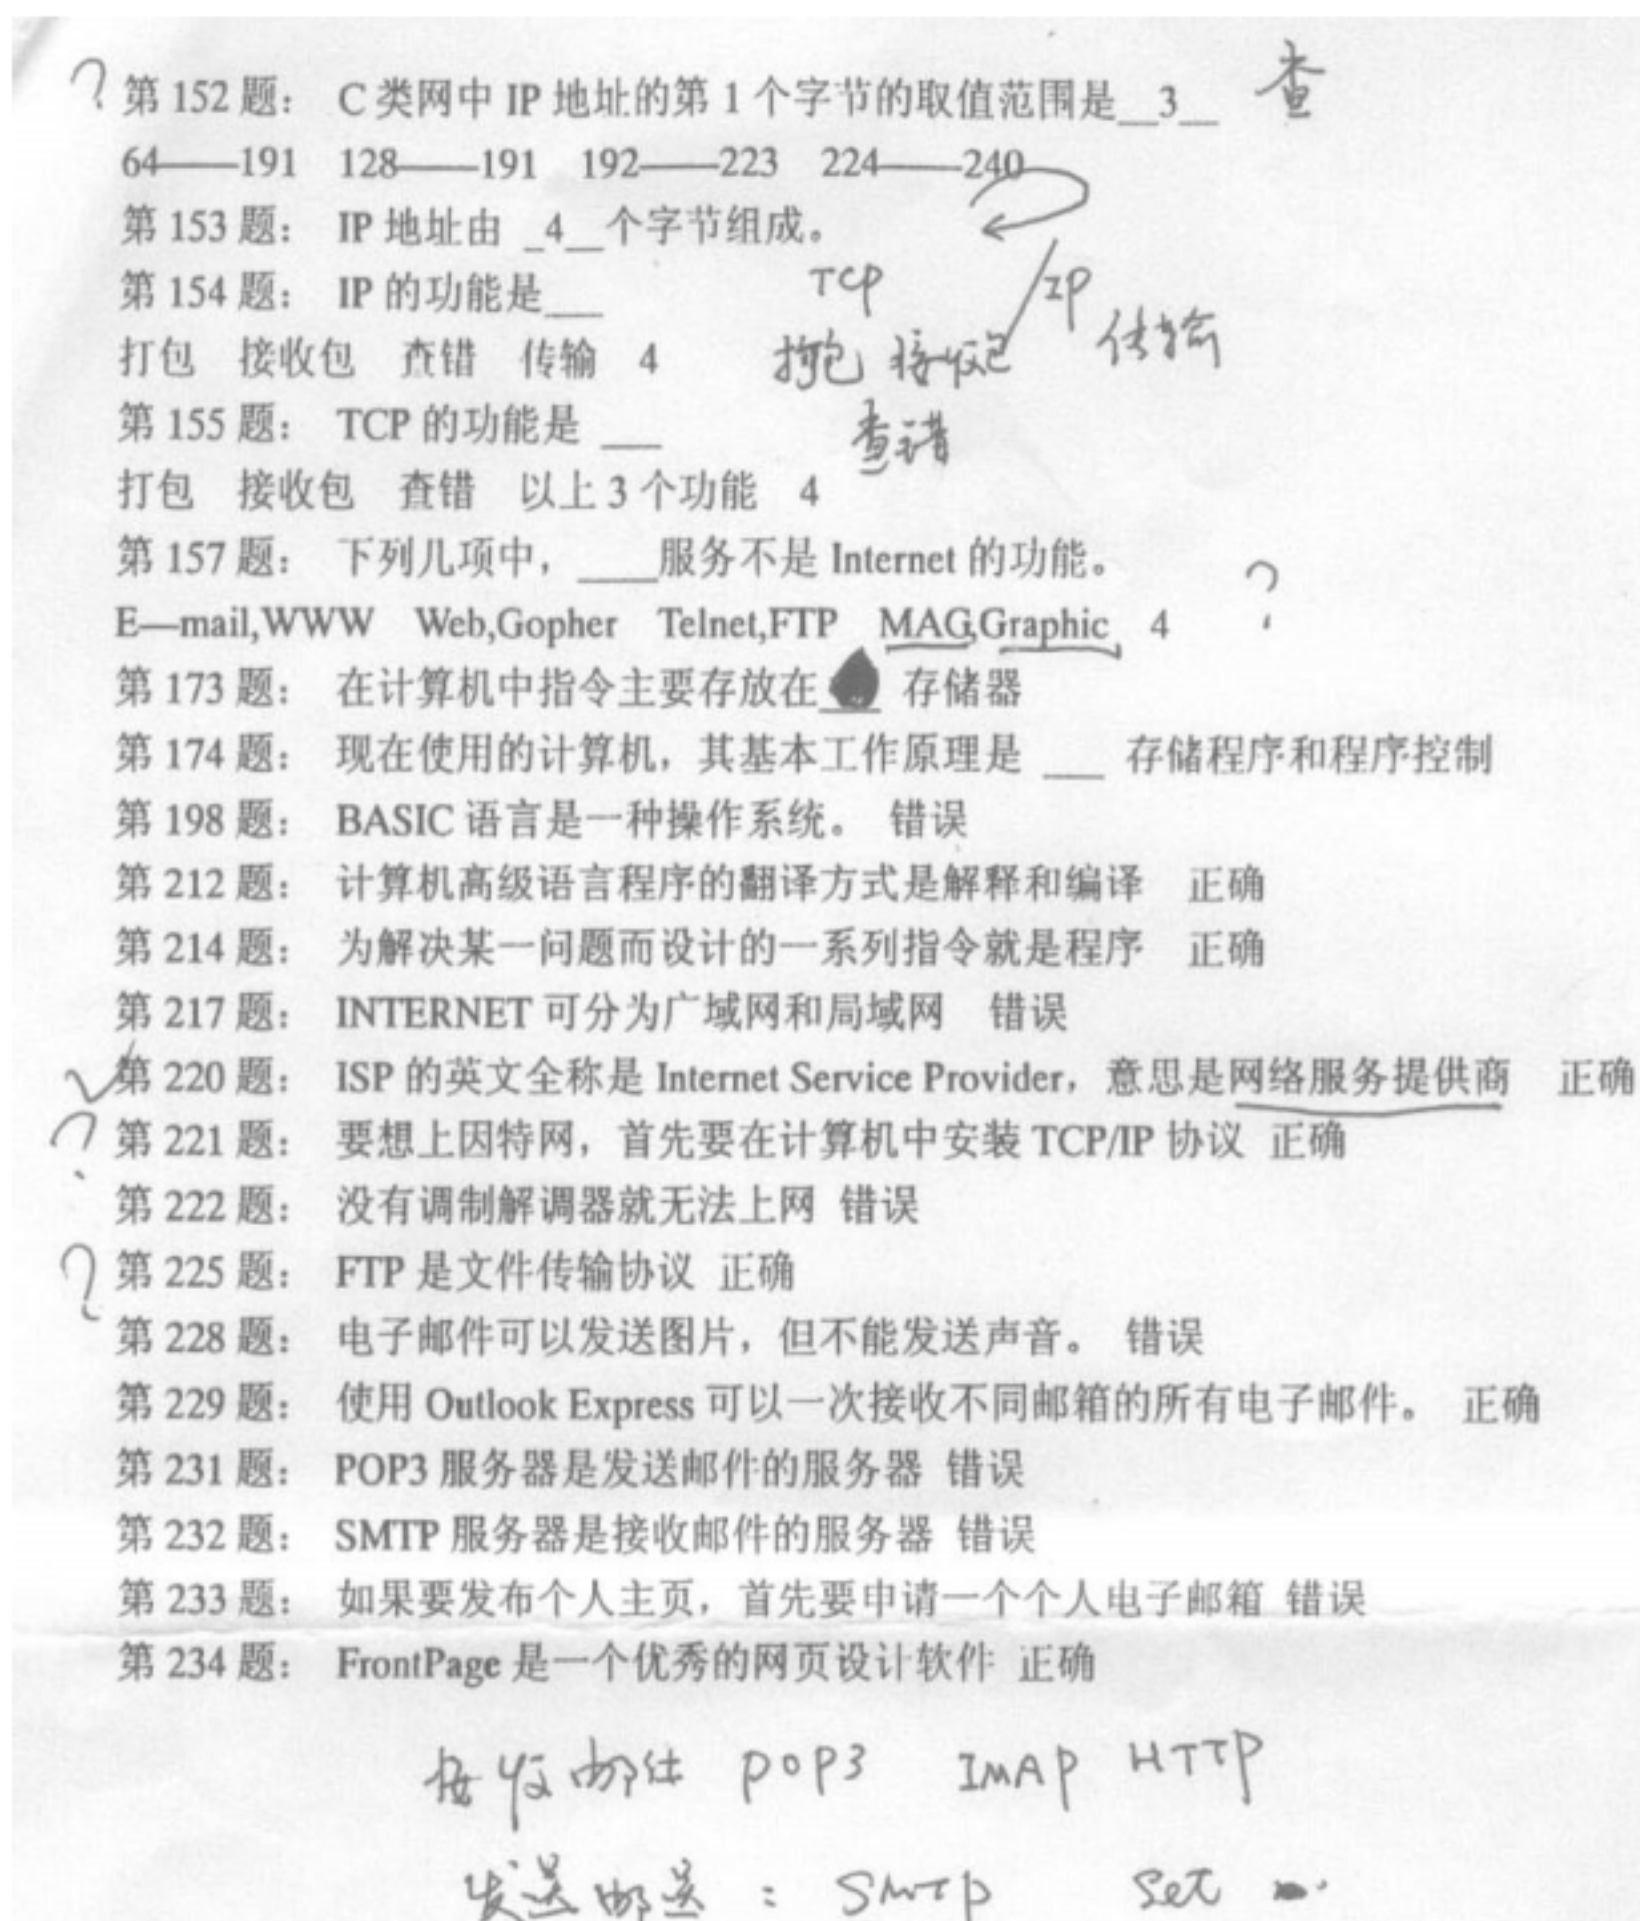 ? 第 152 题： C 类网中 IP 地址的第 1 个字节的取值范围是__3__ 查
64——191 128——191 192——223 224——240
第 153 题： IP 地址由 _4__个字节组成。
第 154 题： IP 的功能是___ TCP /IP
打包 接收包 查错 传输 4 打包 接收包 传输
第 155 题： TCP 的功能是 ___ 查错
打包 接收包 查错 以上 3 个功能 4
第 157 题： 下列几项中，____服务不是 Internet 的功能。
E—mail,WWW Web,Gopher Telnet,FTP MAG,Graphic 4 ?
第 173 题： 在计算机中指令主要存放在 存储器
第 174 题： 现在使用的计算机，其基本工作原理是 ___ 存储程序和程序控制
第 198 题： BASIC 语言是一种操作系统。 错误
第 212 题： 计算机高级语言程序的翻译方式是解释和编译 正确
第 214 题： 为解决某一问题而设计的一系列指令就是程序 正确
第 217 题： INTERNET 可分为广域网和局域网 错误
第 220 题： ISP 的英文全称是 Internet Service Provider，意思是网络服务提供商 正确
? 第 221 题： 要想上因特网，首先要在计算机中安装 TCP/IP 协议 正确
第 222 题： 没有调制解调器就无法上网 错误
? 第 225 题： FTP 是文件传输协议 正确
第 228 题： 电子邮件可以发送图片，但不能发送声音。 错误
第 229 题： 使用 Outlook Express 可以一次接收不同邮箱的所有电子邮件。 正确
第 231 题： POP3 服务器是发送邮件的服务器 错误
第 232 题： SMTP 服务器是接收邮件的服务器 错误
第 233 题： 如果要发布个人主页，首先要申请一个个人电子邮箱 错误
第 234 题： FrontPage 是一个优秀的网页设计软件 正确
接收邮件 POP3 IMAP HTTP
发送邮送 : SMTP Set